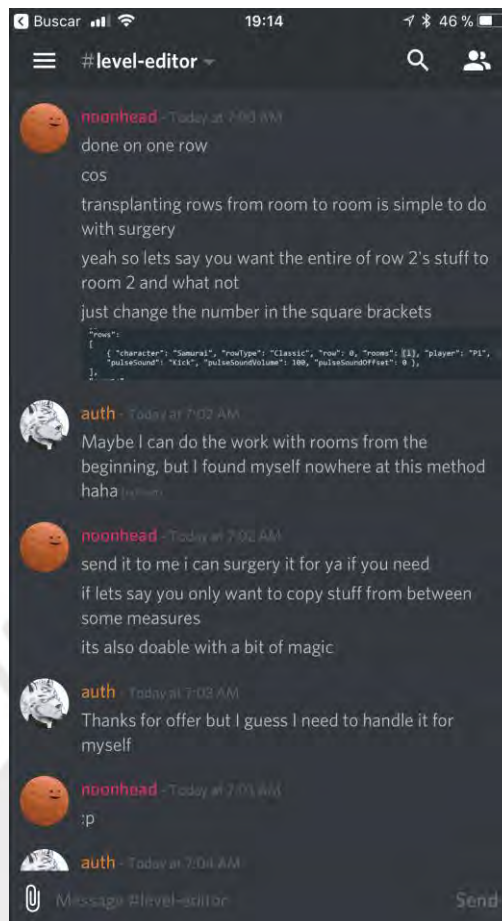 Buscar 19:14 46 %
#level-editor
noonhead - Today at 7:00 AM
done on one row
cos
transplanting rows from room to room is simple to do
with surgery
yeah so lets say you want the entire of row 2's stuff to
room 2 and what not
just change the number in the square brackets
"rows":
[
{ "character": "Samurai", "rowType": "Classic", "row": 0, "rooms": [1], "player": "P1",
"pulseSound": "Kick", "pulseSoundVolume": 100, "pulseSoundOffset": 0 },
],
auth - Today at 7:02 AM
Maybe I can do the work with rooms from the
beginning, but I found myself nowhere at this method
haha
noonhead - Today at 7:02 AM
send it to me i can surgery it for ya if you need
if lets say you only want to copy stuff from between
some measures
its also doable with a bit of magic
auth - Today at 7:03 AM
Thanks for offer but I guess I need to handle it for
myself
noonhead - Today at 7:03 AM
:p
auth - Today at 7:04 AM
Message #level-editor Send